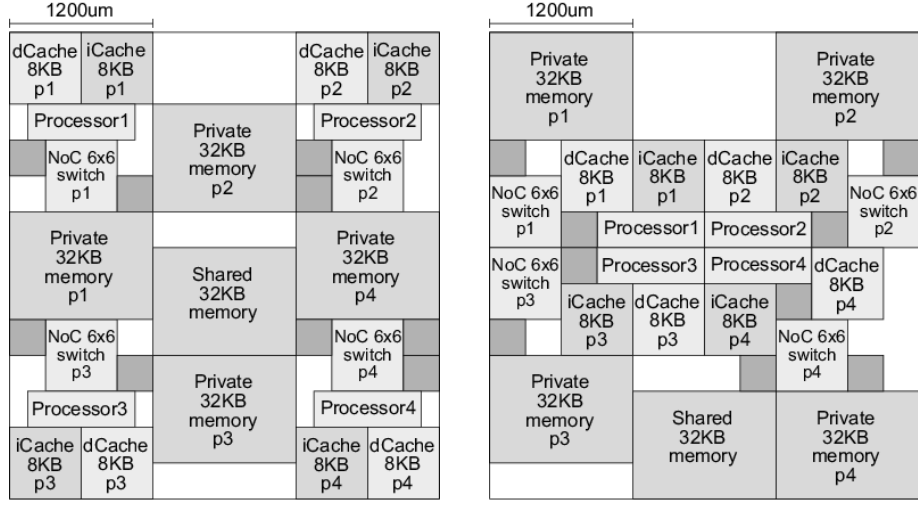 1200um
dCache
8KB
p1
iCache
8KB
p1
dCache
8KB
p2
iCache
8KB
p2
Processor1
Private
32KB
memory
p2
Processor2
NoC 6x6
switch
p1
NoC 6x6
switch
p2
Private
32KB
memory
p1
Shared
32KB
memory
Private
32KB
memory
p4
NoC 6x6
switch
p3
NoC 6x6
switch
p4
Private
32KB
memory
p3
Processor3
Processor4
iCache
8KB
p3
dCache
8KB
p3
iCache
8KB
p4
dCache
8KB
p4
1200um
Private
32KB
memory
p1
Private
32KB
memory
p2
dCache
8KB
p1
iCache
8KB
p1
dCache
8KB
p2
iCache
8KB
p2
NoC 6x6
switch
p1
Processor1
Processor2
NoC 6x6
switch
p2
NoC 6x6
switch
p3
Processor3
Processor4
dCache
8KB
p4
iCache
8KB
p3
dCache
8KB
p3
iCache
8KB
p4
NoC 6x6
switch
p4
Private
32KB
memory
p3
Shared
32KB
memory
Private
32KB
memory
p4